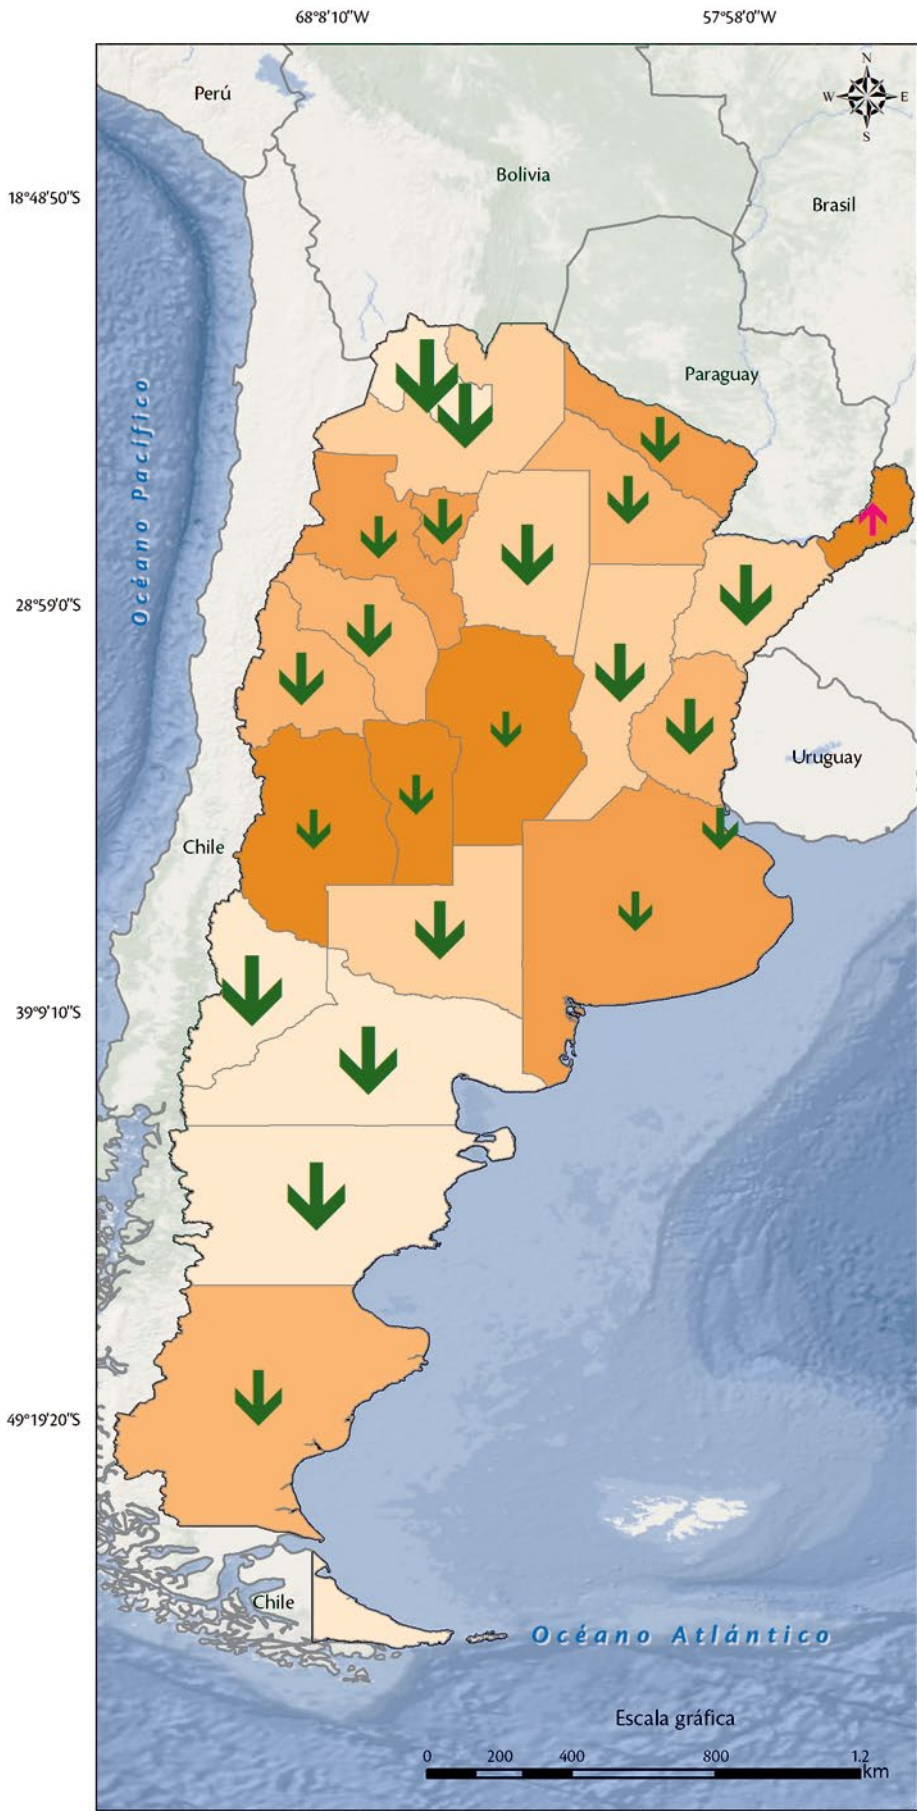 68°8'10"W
57°58'0"W
N
W
E
S
Perú
Bolivia
18°48'50"S
Brasil
Paraguay
Océano Pacífico
28°59'0"S
Uruguay
Chile
39°9'10"S
49°19'20"S
Chile
Océano Atlántico
Escala gráfica
0 200 400 800 1.2
km